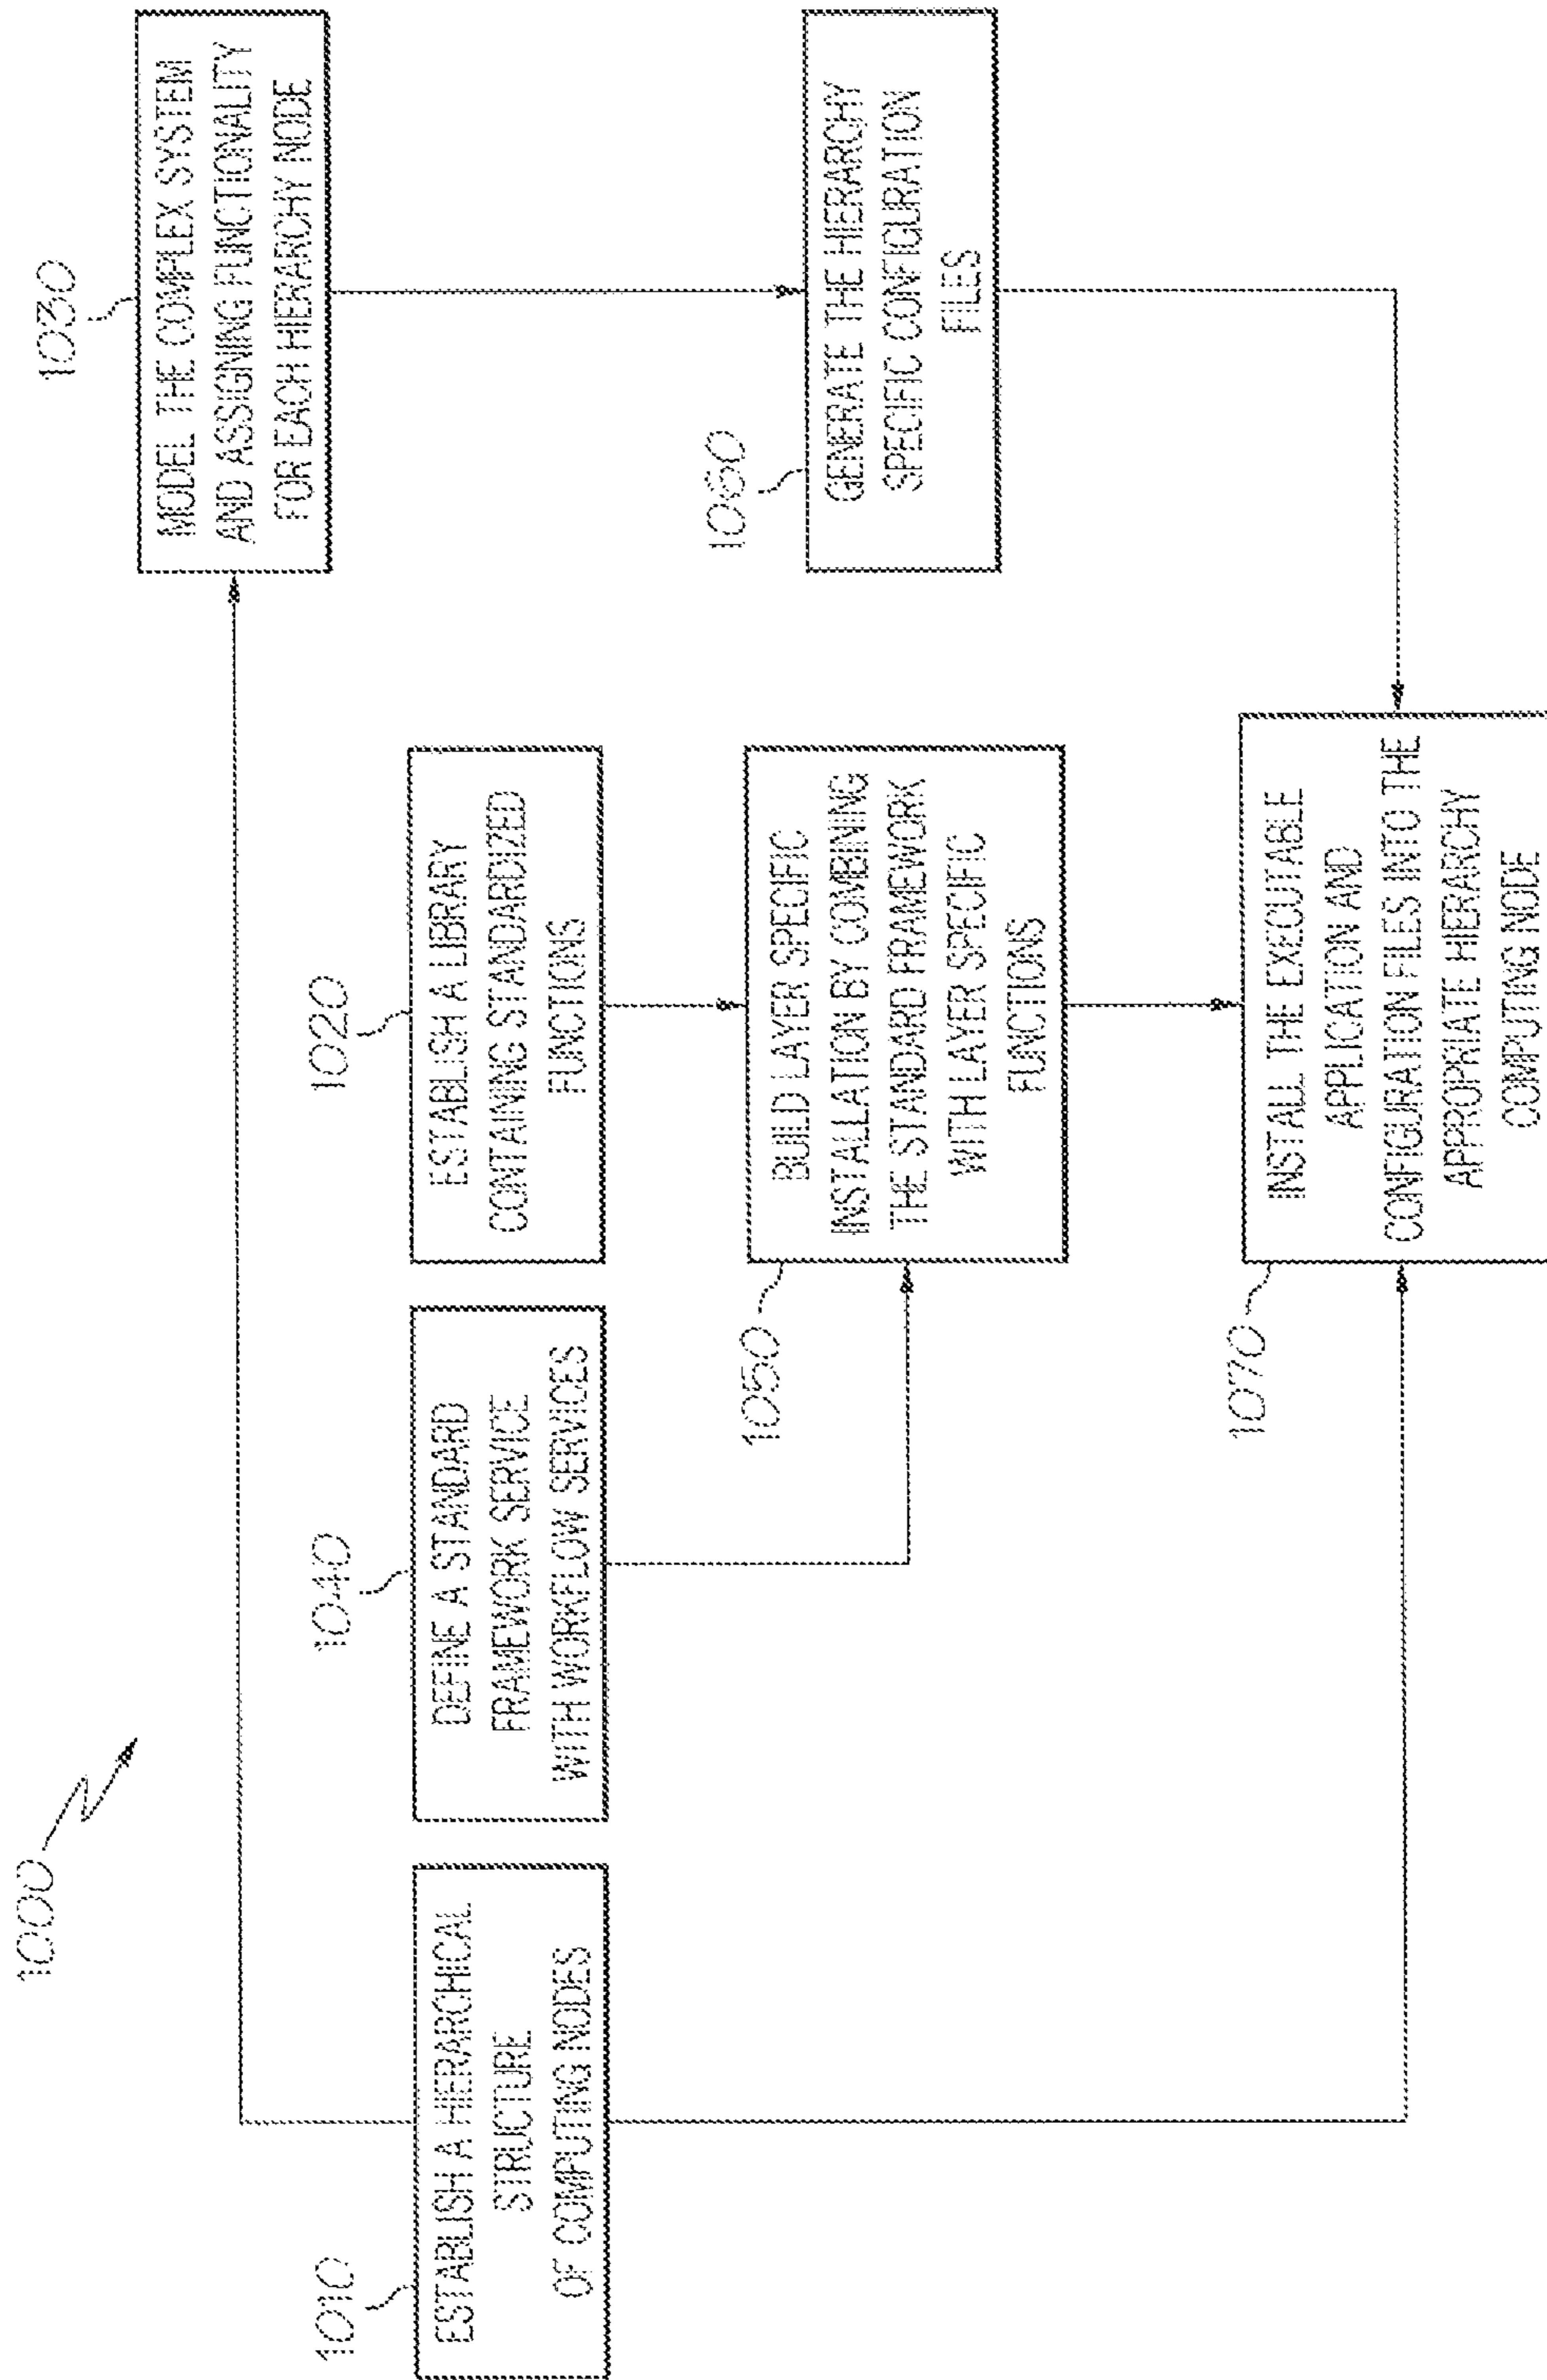 1000
1030
MODEL THE COMPLEX SYSTEM
AND ASSIGNING FUNCTIONALITY
FOR EACH HIERARCHY NODE
1010
ESTABLISH A HIERARCHICAL
STRUCTURE
OF COMPUTING NODES
1040
DEFINE A STANDARD
FRAMEWORK SERVICE
WITH WORKFLOW SERVICES
1020
ESTABLISH A LIBRARY
CONTAINING STANDARDIZED
FUNCTIONS
1050
BUILD LAYER SPECIFIC
INSTALLATION BY COMBINING
THE STANDARD FRAMEWORK
WITH LAYER SPECIFIC
FUNCTIONS
1060
GENERATE THE HIERARCHY
SPECIFIC CONFIGURATION
FILES
1070
INSTALL THE EXECUTABLE
APPLICATION AND
CONFIGURATION FILES INTO THE
APPROPRIATE HIERARCHY
COMPUTING NODE